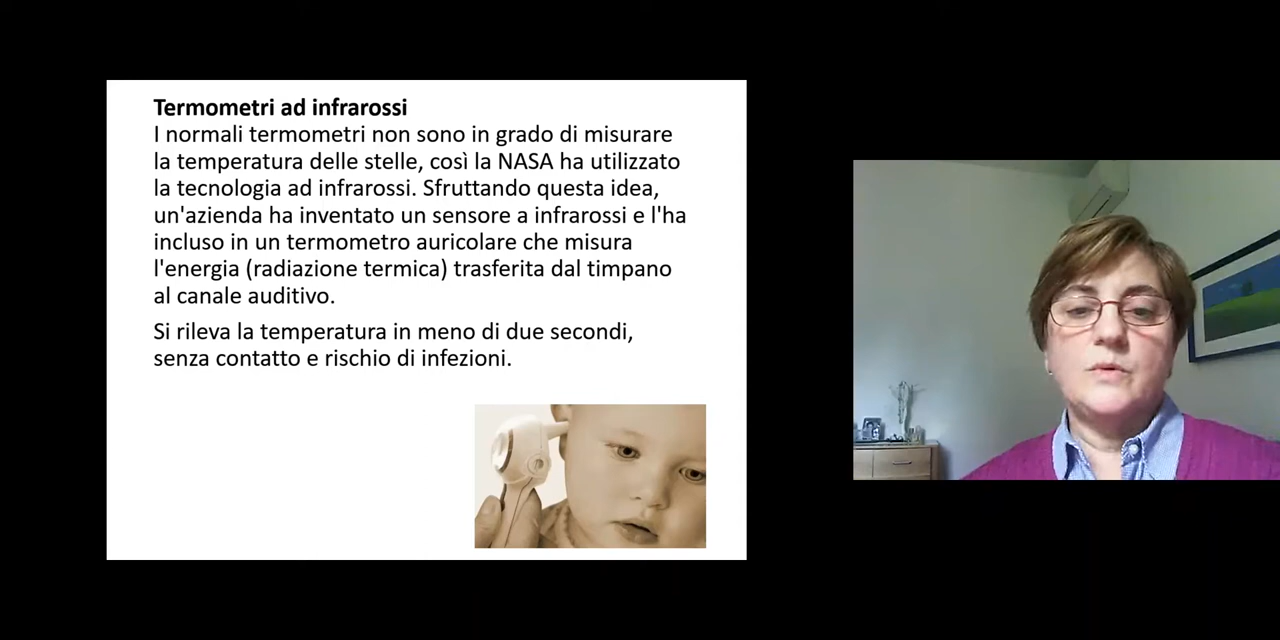 Termometri ad infrarossi
I normali termometri non sono in grado di misurare
la temperatura delle stelle, così la NASA ha utilizzato
la tecnologia ad infrarossi. Sfruttando questa idea,
un'azienda ha inventato un sensore a infrarossi e l'ha
incluso in un termometro auricolare che misura
l'energia (radiazione termica) trasferita dal timpano
al canale auditivo.
Si rileva la temperatura in meno di due secondi,
senza contatto e rischio di infezioni.